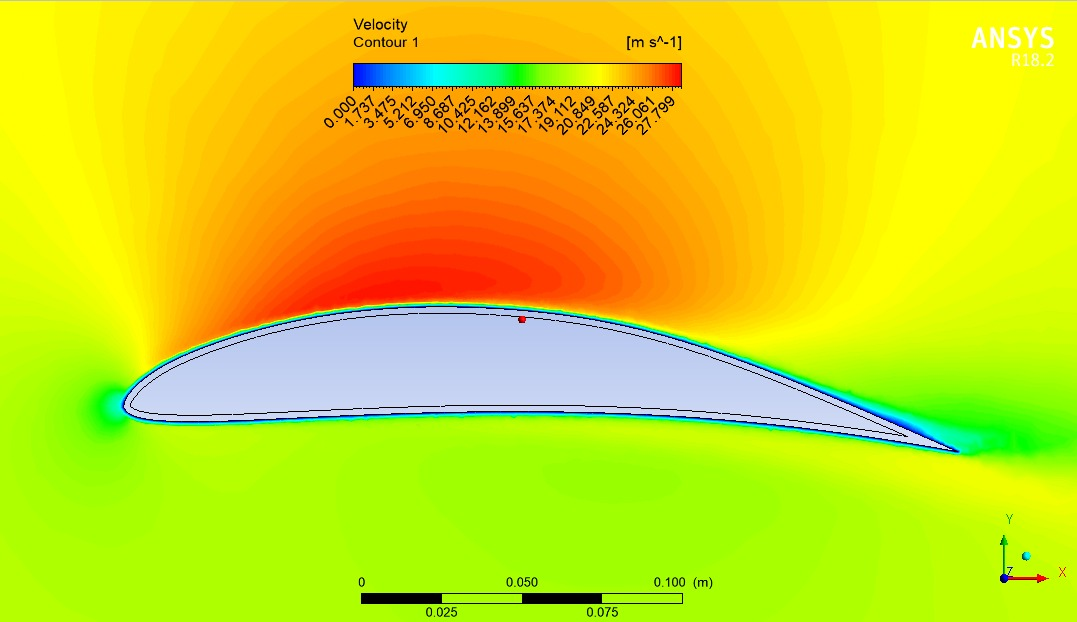 Velocity
Contour 1 [m s^-1]
0.000 1.737 3.475 5.212 6.950 8.687 10.425 12.162 13.899 15.637 17.374 19.112 20.849 22.587 24.324 26.061 27.799
ANSYS
R18.2
0 0.050 0.100 (m)
0.025 0.075
Y
Z X